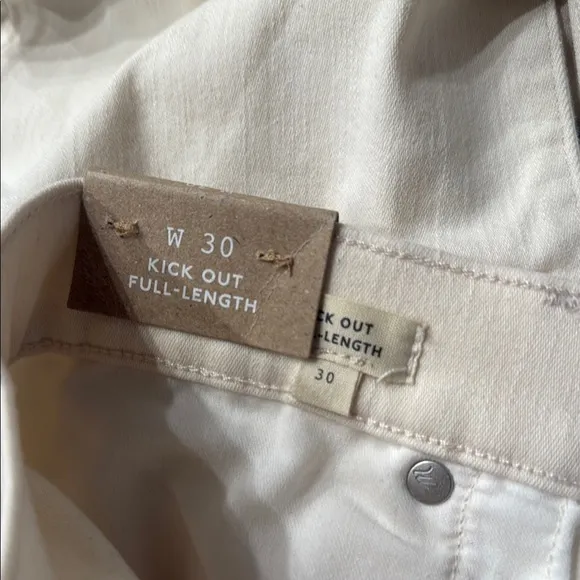 W 30
KICK OUT
FULL-LENGTH
CK OUT
-LENGTH
30